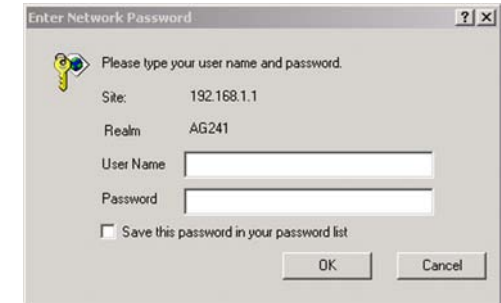 Enter Network Password
Please type your user name and password.
Site: 192.168.1.1
Realm AG241
User Name
Password
Save this password in your password list
OK Cancel